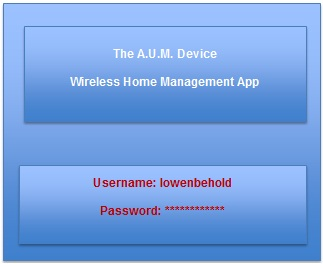 The A.U.M. Device
Wireless Home Management App
Username: lowenbehold
Password: ************